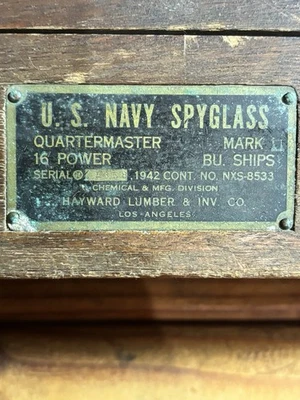 U. S. NAVY SPYGLASS
QUARTERMASTER MARK II
16 POWER BU. SHIPS
SERIAL 1942 CONT. NO. NXS-8533
CHEMICAL & MFG. DIVISION
HAYWARD LUMBER & INV. CO.
LOS-ANGELES